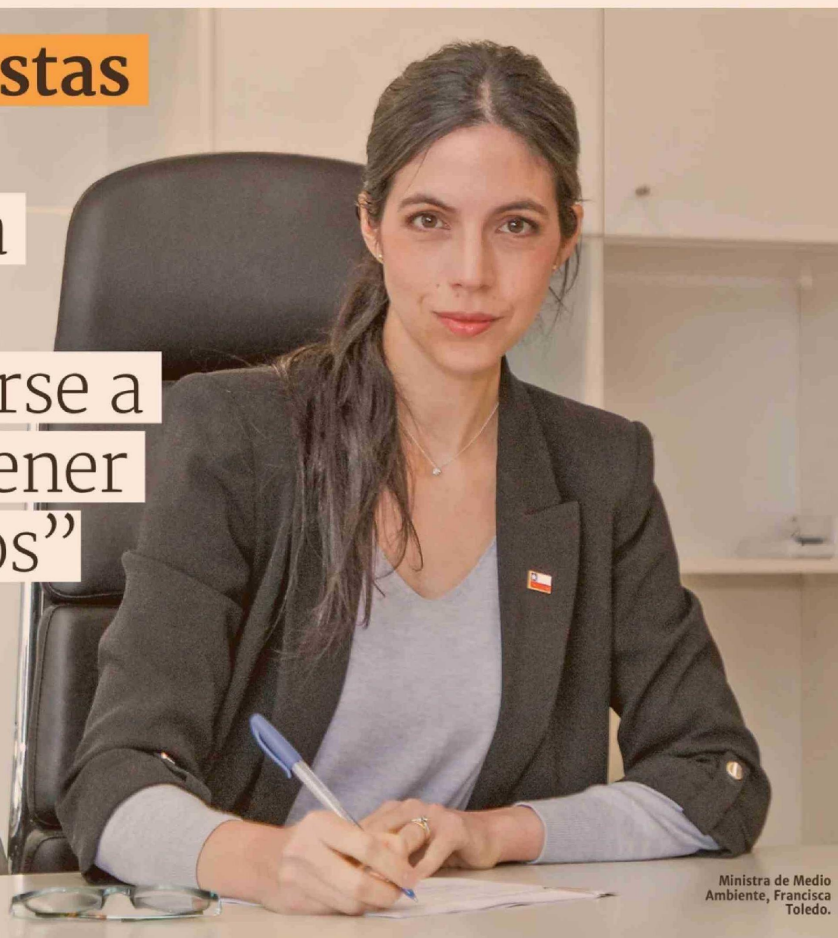 stas
a
rse a
ener
os”
Ministra de Medio
Ambiente, Francisca
Toledo.